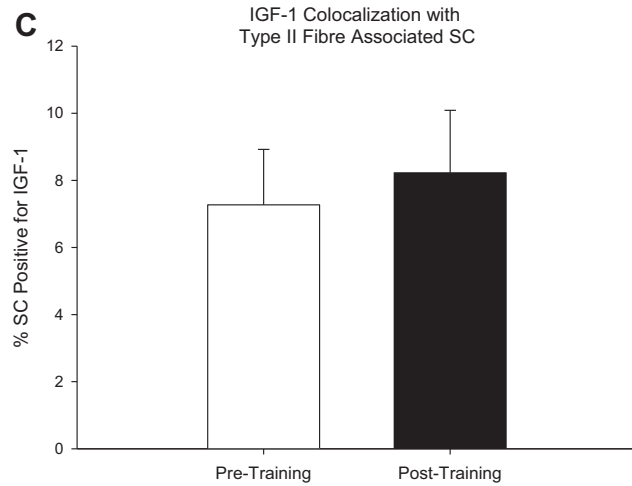 C
IGF-1 Colocalization with
Type II Fibre Associated SC
% SC Positive for IGF-1
12
10
8
6
4
2
0
Pre-Training
Post-Training